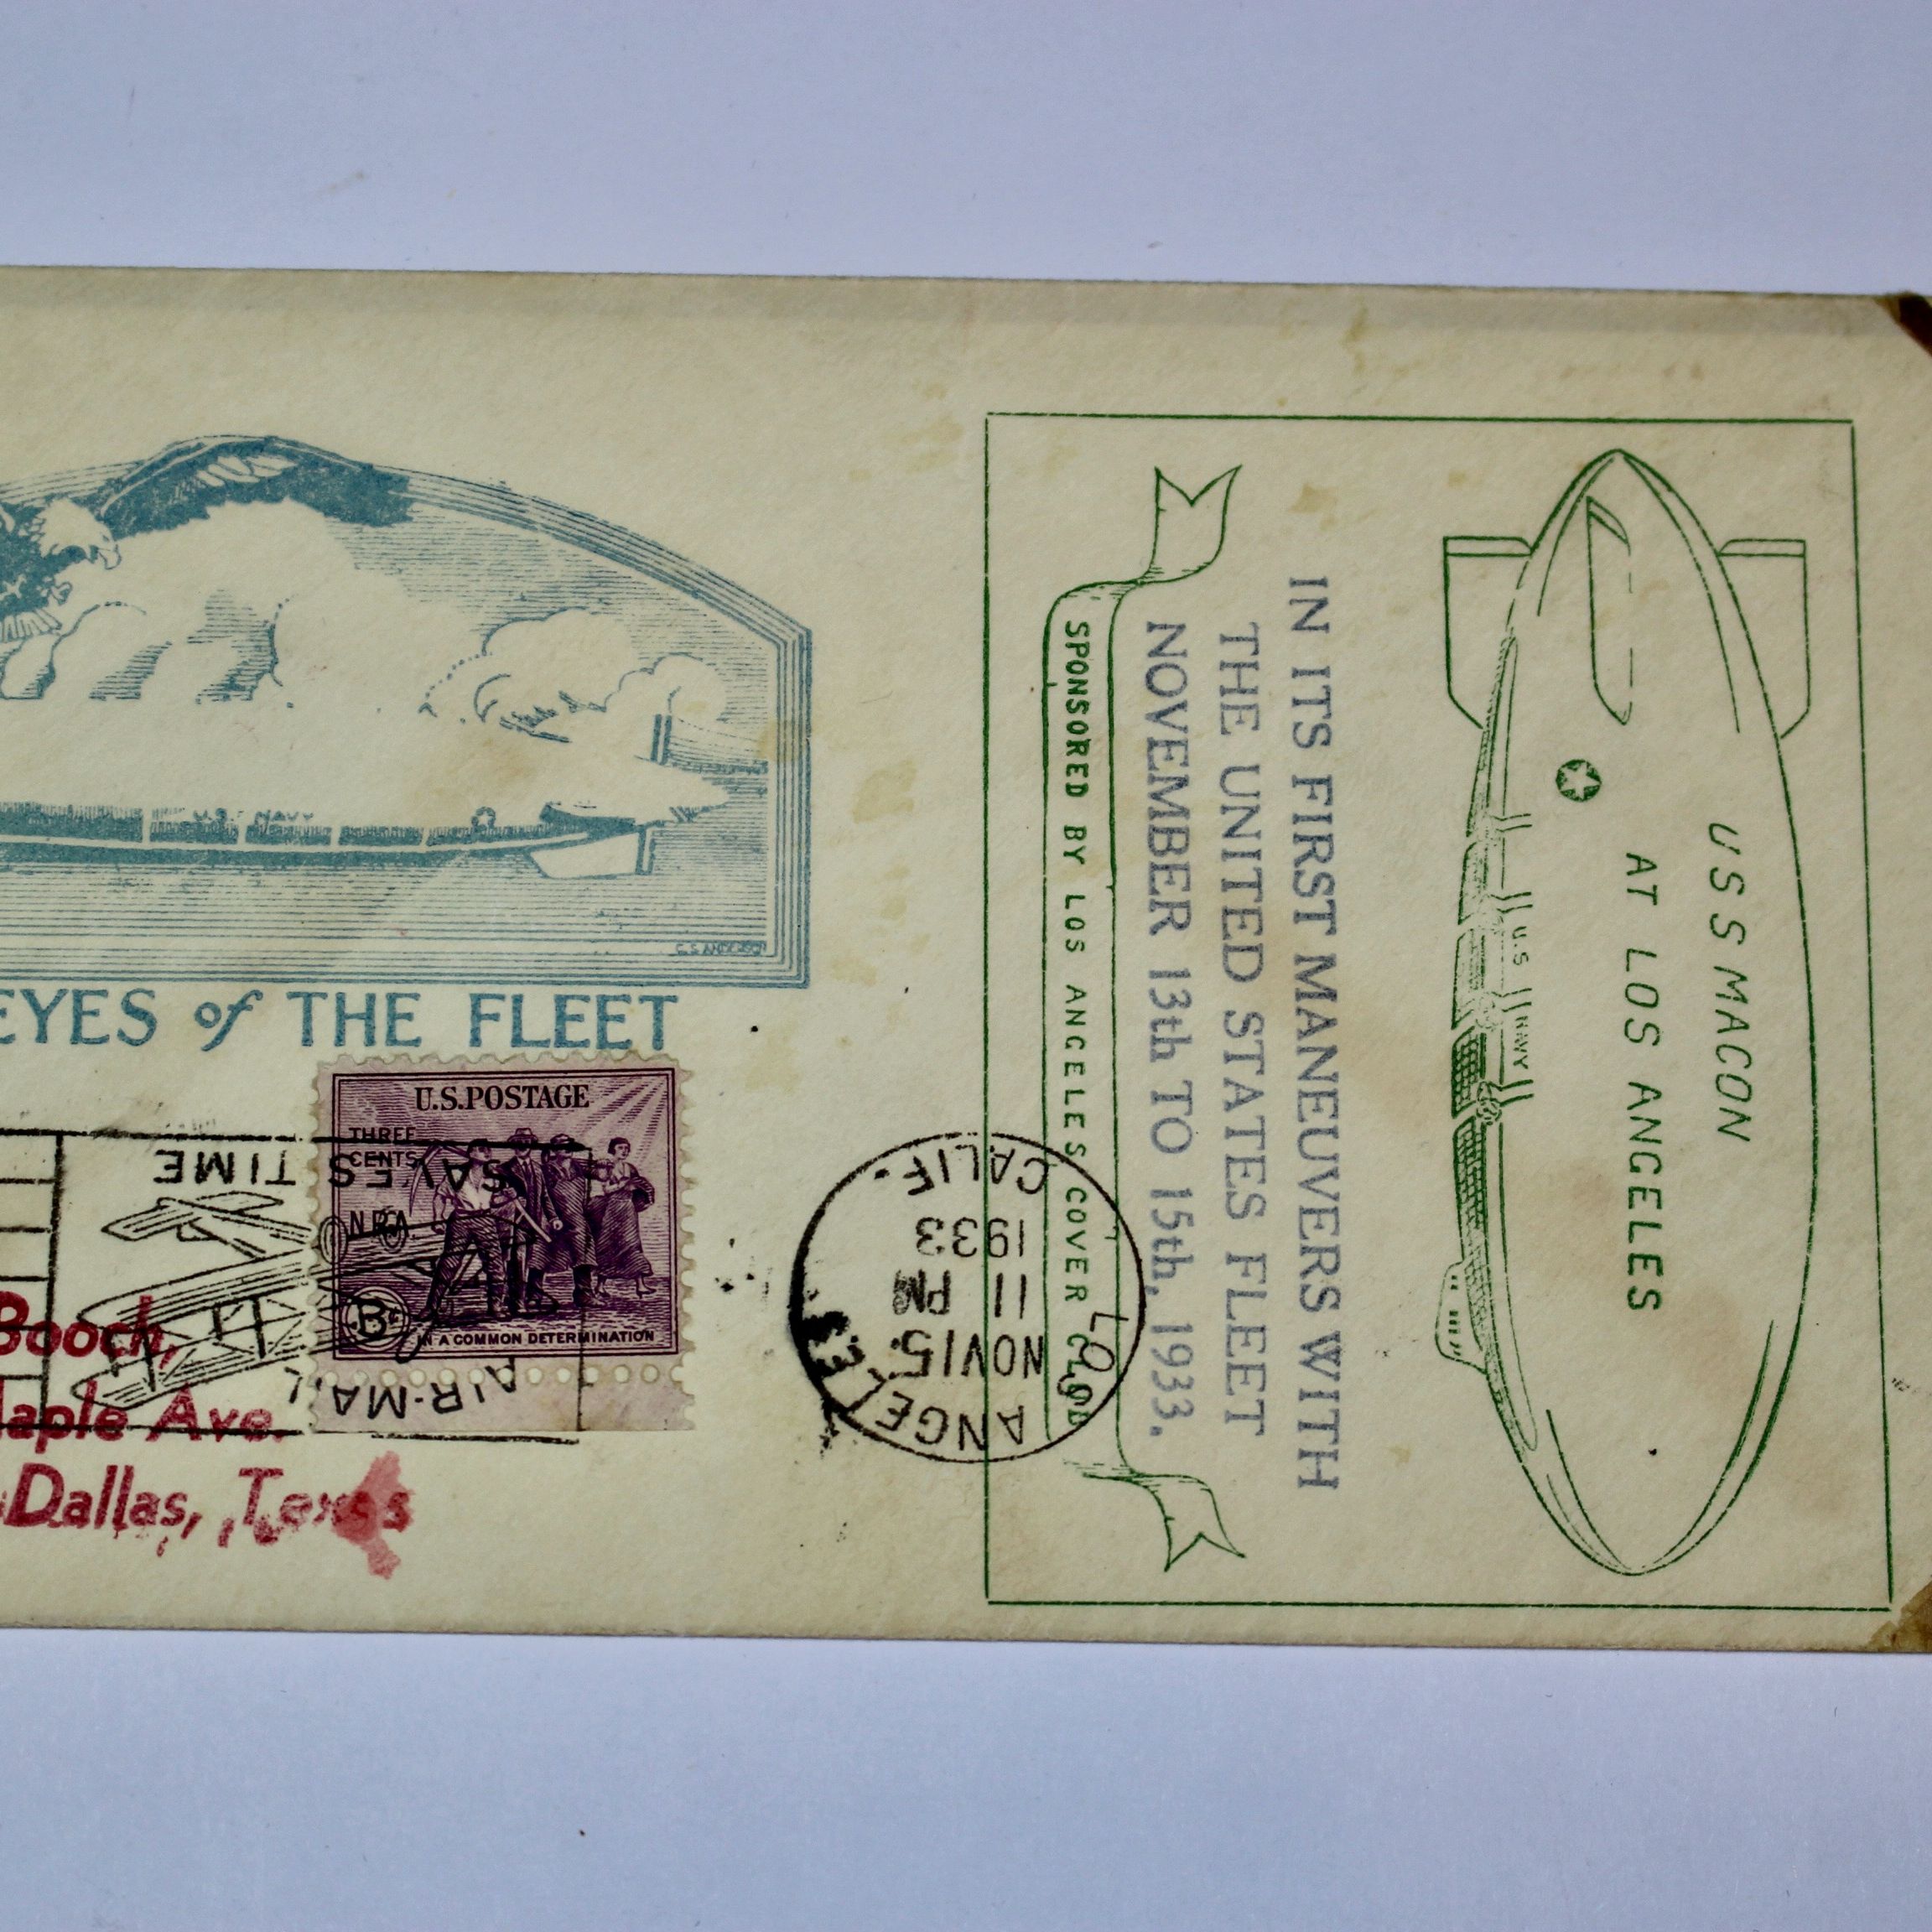 EYES of THE FLEET
C.S. ANDERSON
U.S. NAVY
U.S.POSTAGE
THREE
CENTS
N.R.A.
IN A COMMON DETERMINATION
AIR-MAIL
SAVES TIME
Booch,
Maple Ave.
Dallas, Texas
LOS ANGELES
NOV 15
11 PM
1933
CALIF.
USS MACON
AT LOS ANGELES
U.S. NAVY
IN ITS FIRST MANEUVERS WITH
THE UNITED STATES FLEET
NOVEMBER 13th TO 15th, 1933.
SPONSORED BY LOS ANGELES COVER CLUB